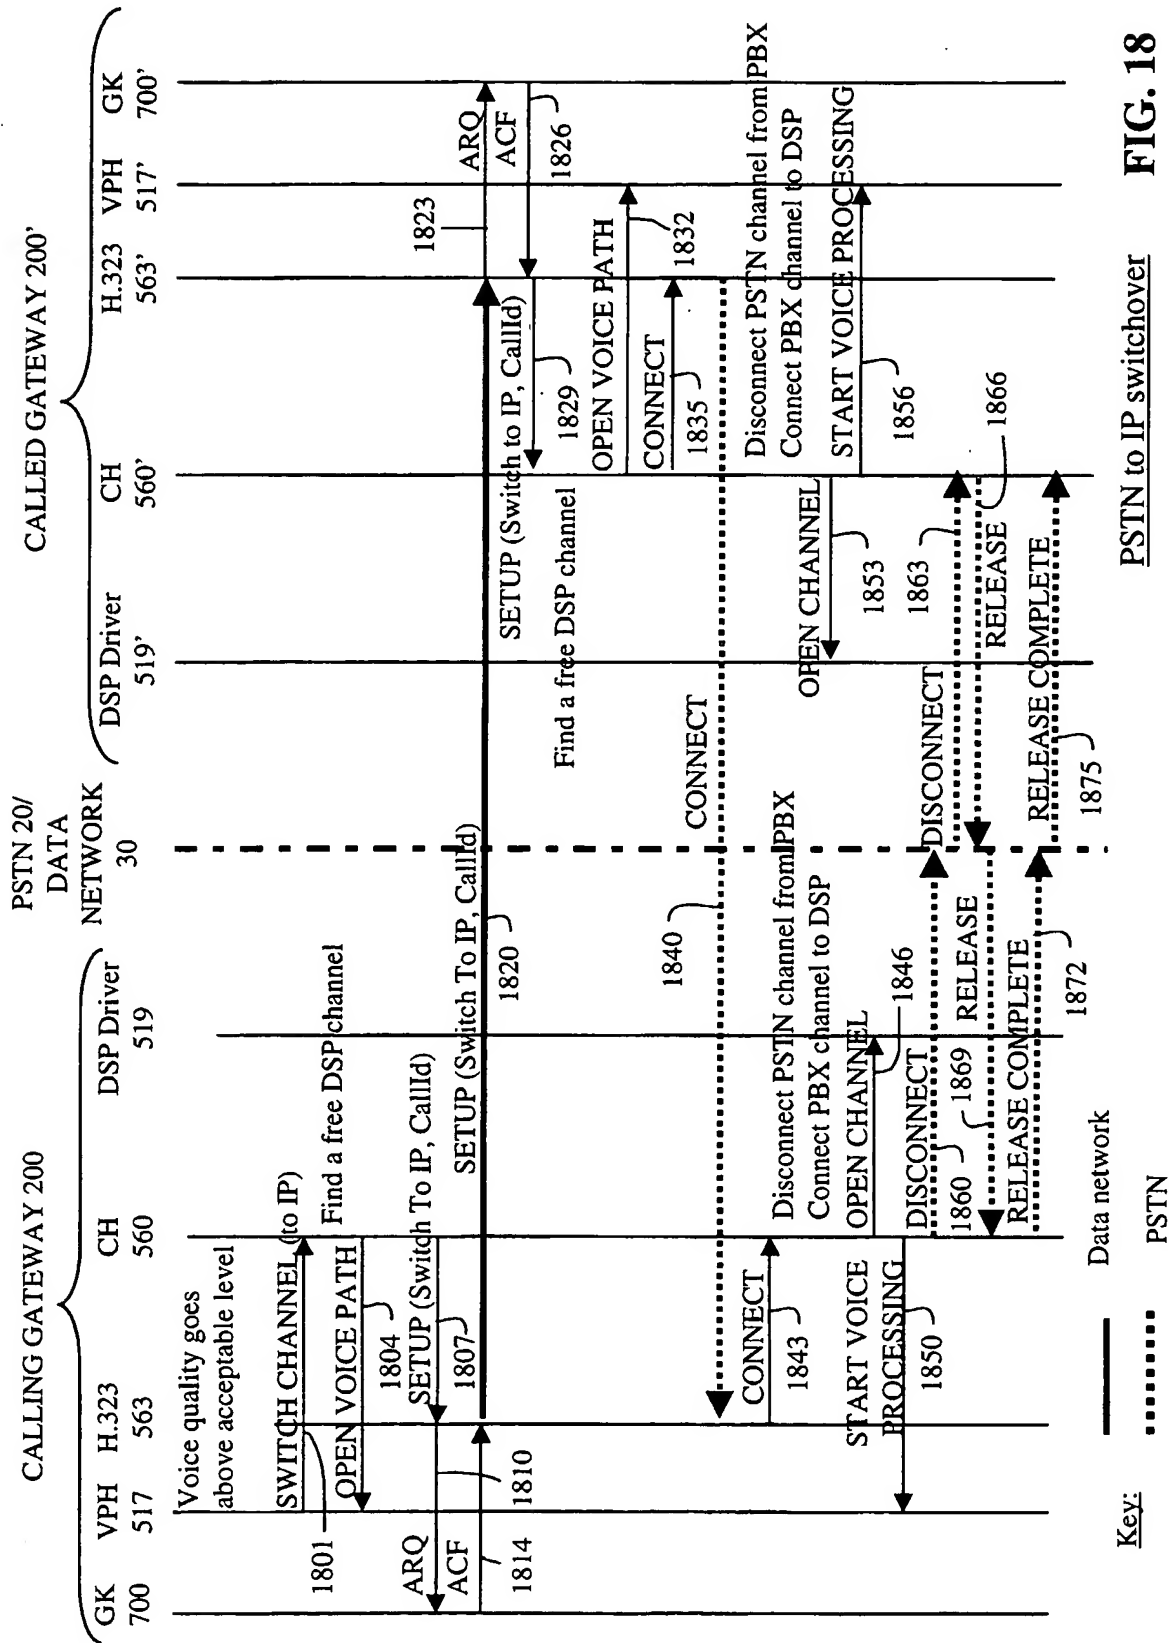 CALLING GATEWAY 200
PSTN 20/
DATA
NETWORK
30
CALLED GATEWAY 200'
GK
700
VPH
517
H.323
563
CH
560
DSP Driver
519
DSP Driver
519'
CH
560'
H.323
563'
VPH
517'
GK
700'
Voice quality goes
above acceptable level
SWITCH CHANNEL (to IP)
1801
Find a free DSP channel
OPEN VOICE PATH
1804
SETUP (Switch To IP, CallId)
1807
ARQ
1810
ACF
1814
SETUP (Switch To IP, CallId)
1820
1823
ARQ
ACF
1826
SETUP (Switch to IP, CallId)
1829
Find a free DSP channel
OPEN VOICE PATH
1832
CONNECT
1835
CONNECT
1840
CONNECT
1843
Disconnect PSTN channel from PBX
Connect PBX channel to DSP
OPEN CHANNEL
1846
START VOICE
PROCESSING
1850
Disconnect PSTN channel from PBX
Connect PBX channel to DSP
OPEN CHANNEL
1853
START VOICE PROCESSING
1856
DISCONNECT
1860
DISCONNECT
1863
RELEASE
1866
RELEASE
1869
RELEASE COMPLETE
1872
RELEASE COMPLETE
1875
Key:
Data network
PSTN
PSTN to IP switchover
FIG. 18